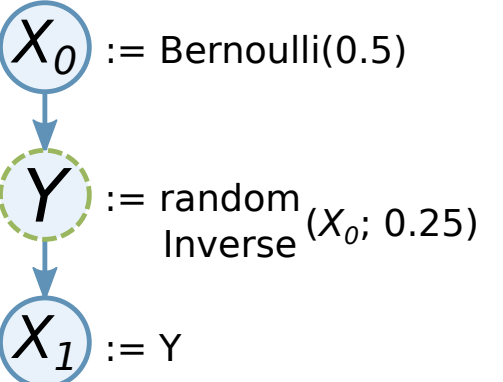 X₀ := Bernoulli(0.5)
Y := random
Inverse (X₀; 0.25)
X₁ := Y